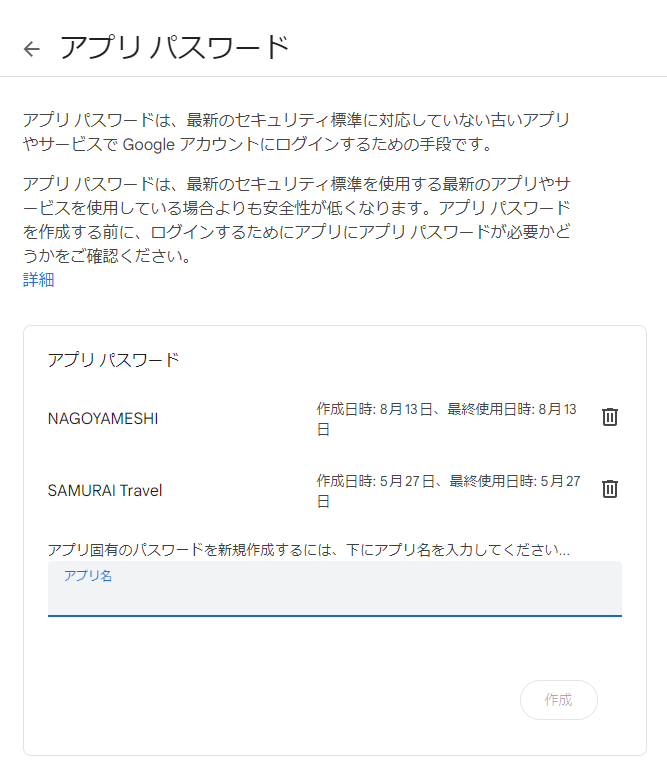 アプリ パスワード
アプリ パスワードは、最新のセキュリティ標準に対応していない古いアプリ
やサービスで Google アカウントにログインするための手段です。
アプリ パスワードは、最新のセキュリティ標準を使用する最新のアプリやサ
ービスを使用している場合よりも安全性が低くなります。アプリ パスワード
を作成する前に、ログインするためにアプリにアプリ パスワードが必要かど
うかをご確認ください。
詳細
アプリ パスワード
NAGOYAMESHI
作成日時: 8月13日、最終使用日時: 8月13
日
SAMURAI Travel
作成日時: 5月27日、最終使用日時: 5月27
日
アプリ固有のパスワードを新規作成するには、下にアプリ名を入力してください...
アプリ名
作成